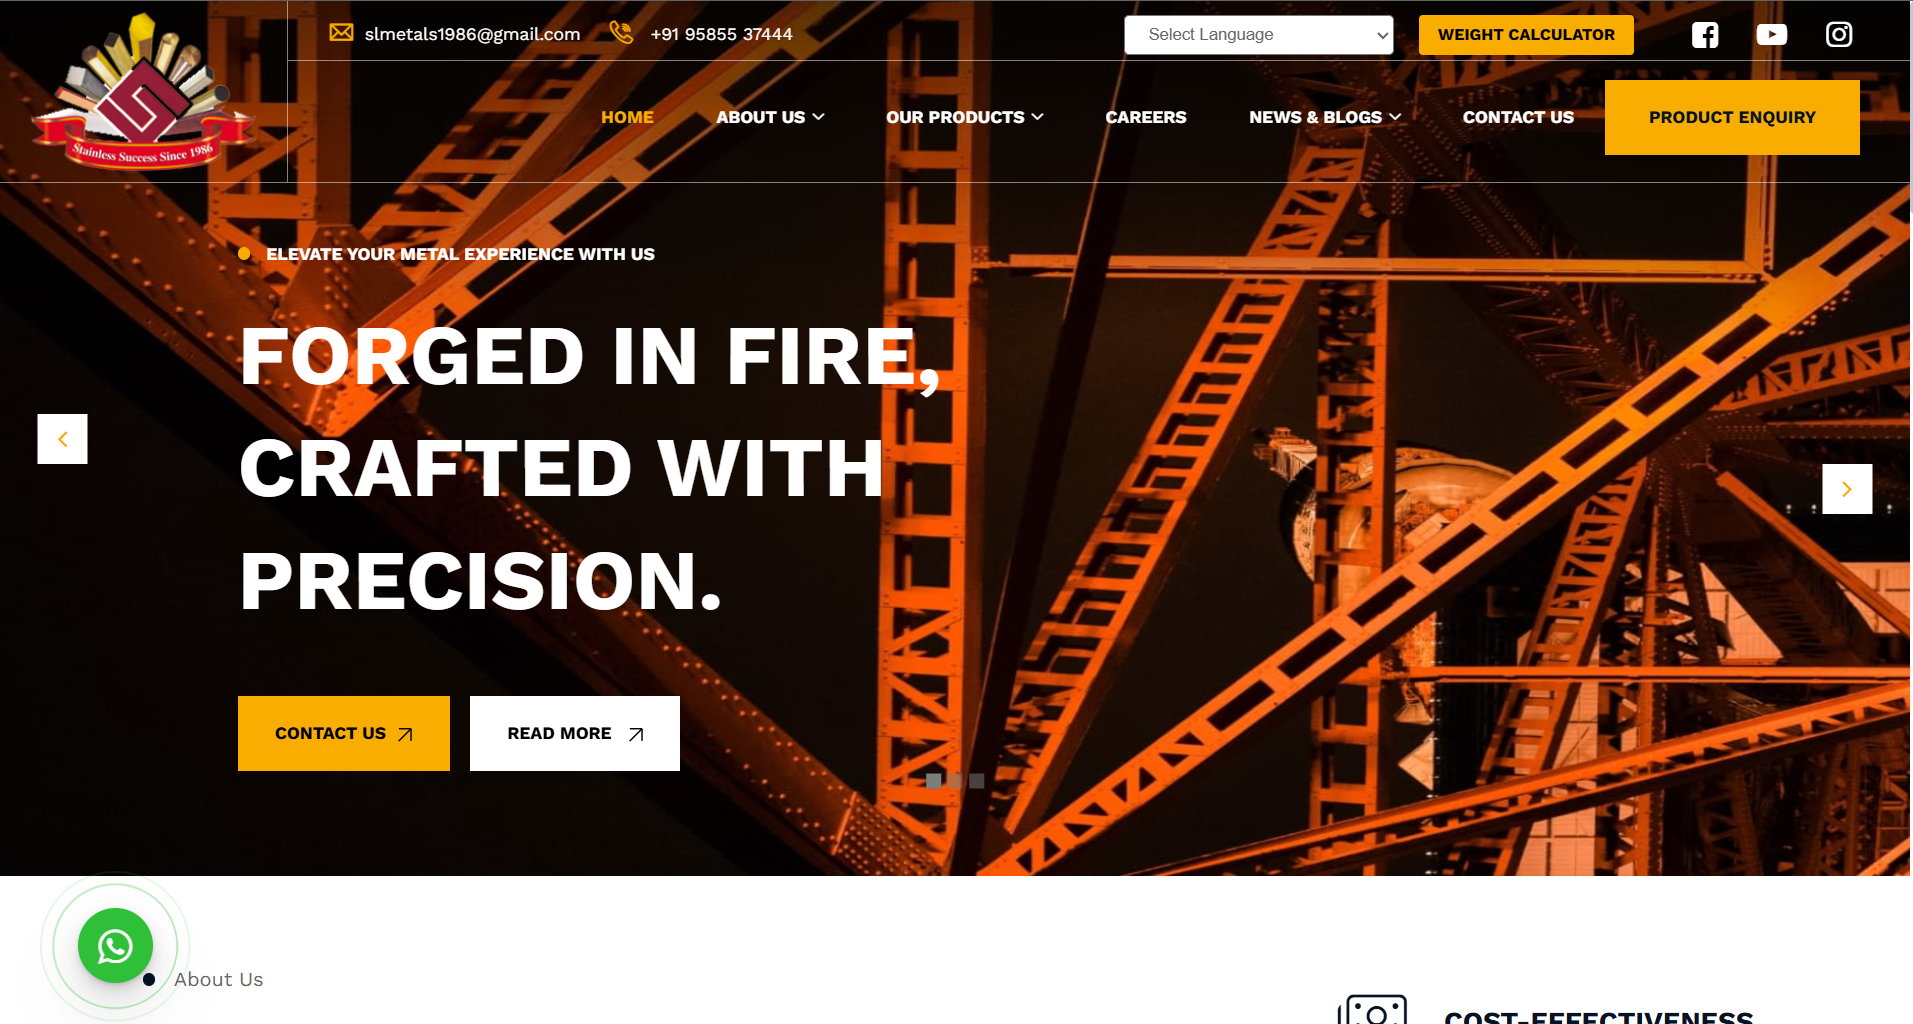 slmetals1986@gmail.com
+91 95855 37444
Select Language
WEIGHT CALCULATOR
Stainless Success Since 1986
HOME
ABOUT US
OUR PRODUCTS
CAREERS
NEWS & BLOGS
CONTACT US
PRODUCT ENQUIRY
ELEVATE YOUR METAL EXPERIENCE WITH US
FORGED IN FIRE,
CRAFTED WITH
PRECISION.
CONTACT US
READ MORE
About Us
COST-EFFECTIVENESS